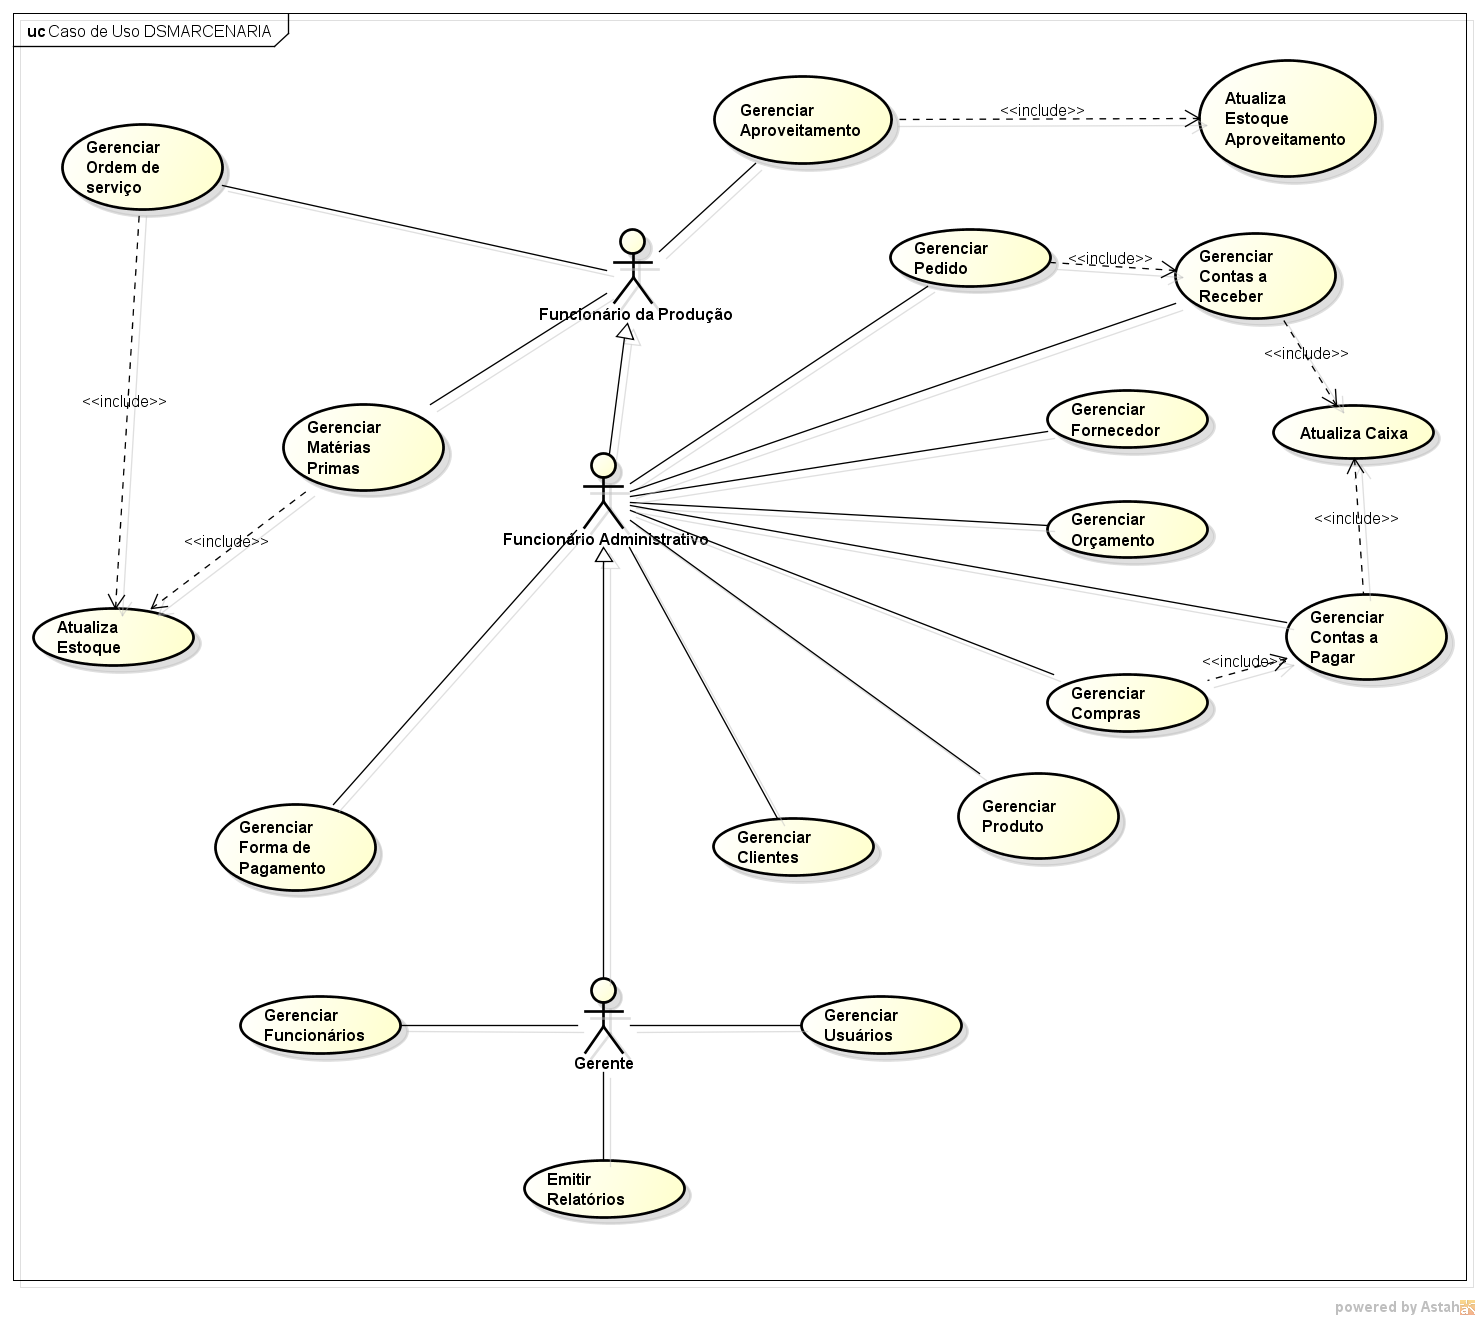 uc Caso de Uso DSMARCENARIA
Gerenciar
Aproveitamento
<<include>>
Atualiza
Estoque
Aproveitamento
Gerenciar
Ordem de
serviço
Funcionário da Produção
Gerenciar
Pedido
<<include>>
Gerenciar
Contas a
Receber
<<include>>
<<include>>
Gerenciar
Matérias
Primas
Gerenciar
Fornecedor
Atualiza Caixa
<<include>>
Funcionário Administrativo
Gerenciar
Orçamento
<<include>>
Atualiza
Estoque
Gerenciar
Contas a
Pagar
<<include>>
Gerenciar
Compras
Gerenciar
Forma de
Pagamento
Gerenciar
Clientes
Gerenciar
Produto
Gerenciar
Funcionários
Gerente
Gerenciar
Usuários
Emitir
Relatórios
powered by Astah